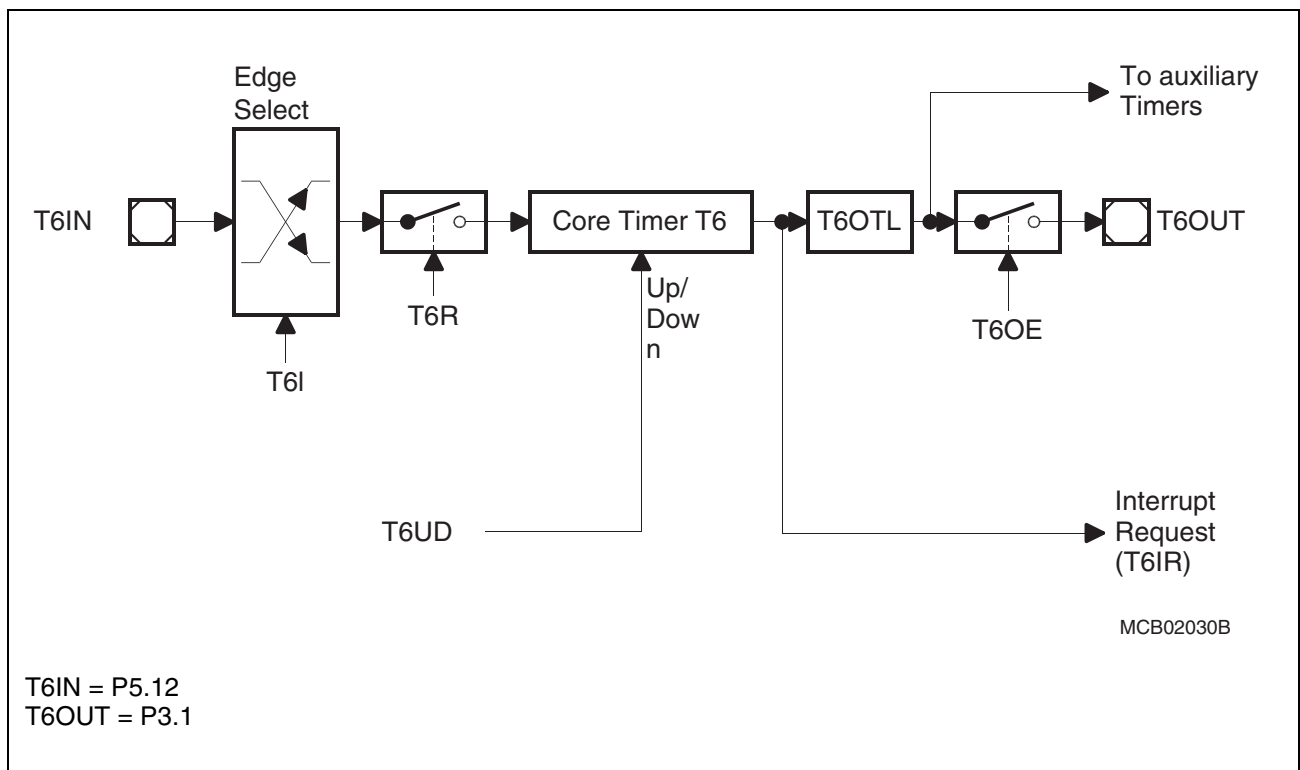 Edge
Select
To auxiliary
Timers
T6IN
Core Timer T6
T6OTL
T6OUT
T6R
Up/
Dow
n
T6OE
T6I
T6UD
Interrupt
Request
(T6IR)
MCB02030B
T6IN = P5.12
T6OUT = P3.1